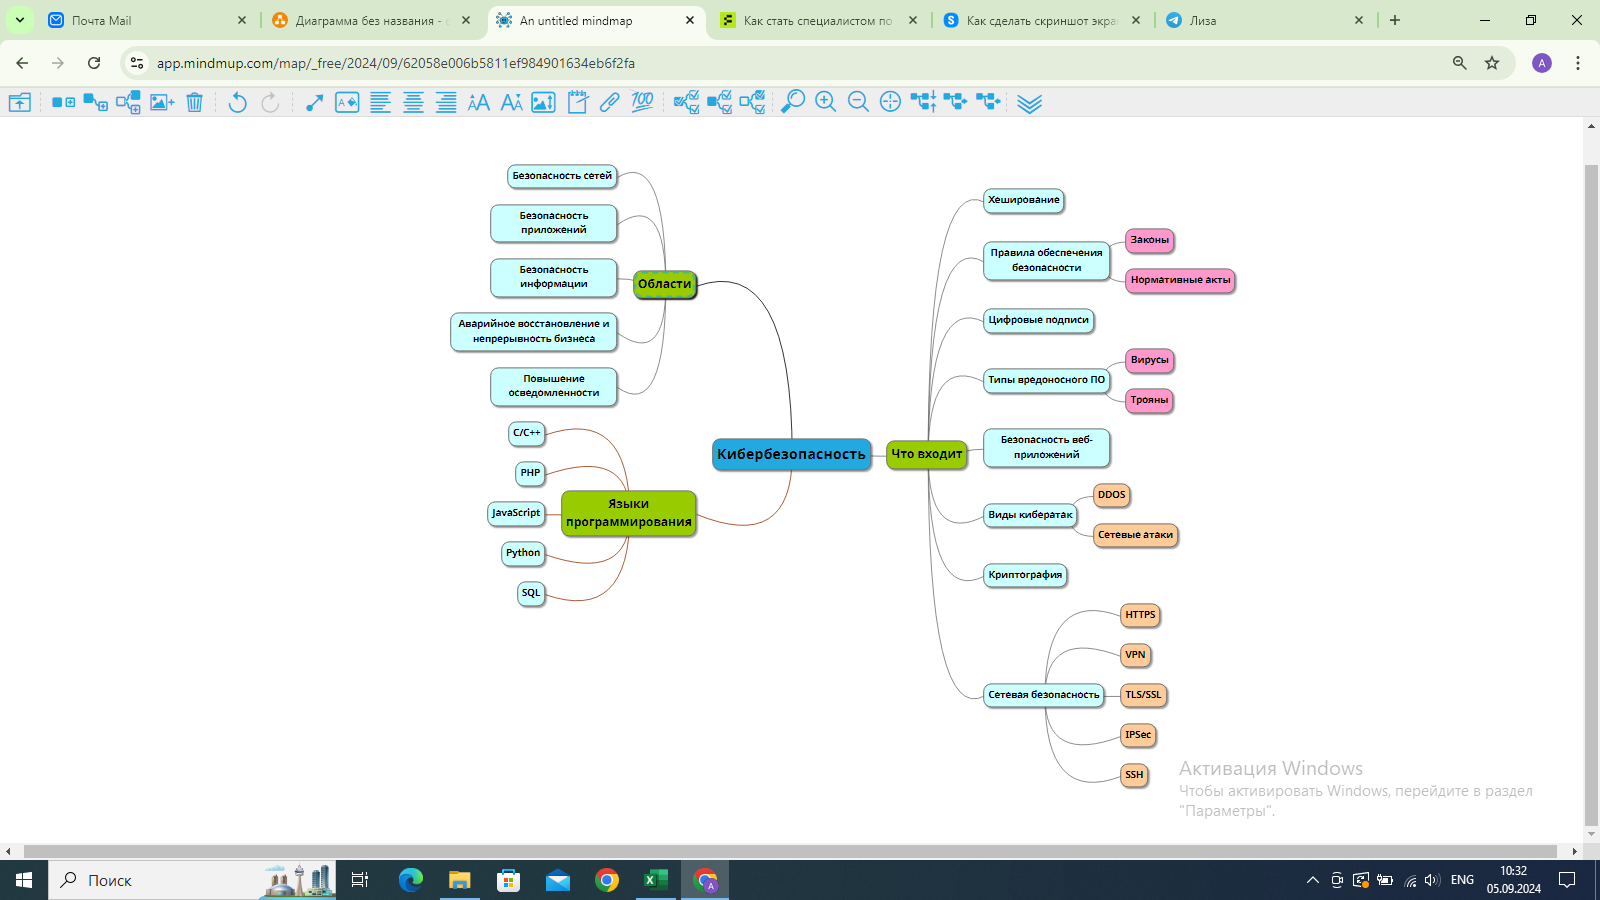 Почта Mail
Диаграмма без названия - 
An untitled mindmap
Как стать специалистом по
Как сделать скриншот экра
Лиза
app.mindmup.com/map/_free/2024/09/62058e006b5811ef984901634eb6f2fa
A
100
Безопасность сетей
Безопасность
приложений
Безопасность
информации
Аварийное восстановление и
непрерывность бизнеса
Повышение
осведомленности
Области
C/C++
PHP
JavaScript
Python
SQL
Языки
программирования
Кибербезопасность
Что входит
Хеширование
Правила обеспечения
безопасности
Законы
Нормативные акты
Цифровые подписи
Типы вредоносного ПО
Вирусы
Трояны
Безопасность веб-
приложений
Виды кибератак
DDOS
Сетевые атаки
Криптография
Сетевая безопасность
HTTPS
VPN
TLS/SSL
IPSec
SSH
Активация Windows
Чтобы активировать Windows, перейдите в раздел
"Параметры".
Поиск
ENG
10:32
05.09.2024